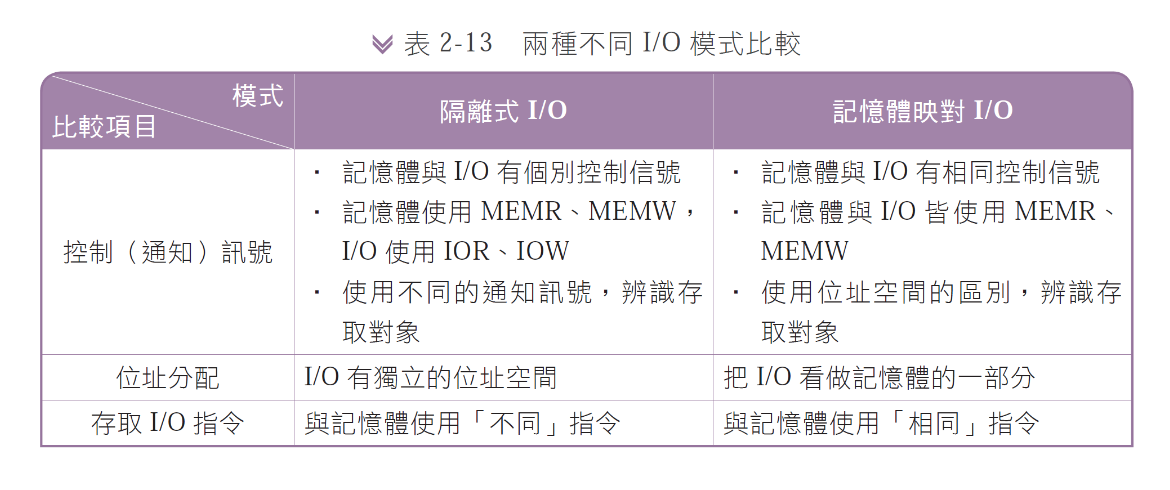 表 2-13 兩種不同 I/O 模式比較
模式
比較項目
隔離式 I/O
記憶體映對 I/O
控制（通知）訊號
· 記憶體與 I/O 有個別控制信號
· 記憶體使用 MEMR、MEMW，
I/O 使用 IOR、IOW
· 使用不同的通知訊號，辨識存
取對象
· 記憶體與 I/O 有相同控制信號
· 記憶體與 I/O 皆使用 MEMR、
MEMW
· 使用位址空間的區別，辨識存
取對象
位址分配
I/O 有獨立的位址空間
把 I/O 看做記憶體的一部分
存取 I/O 指令
與記憶體使用「不同」指令
與記憶體使用「相同」指令